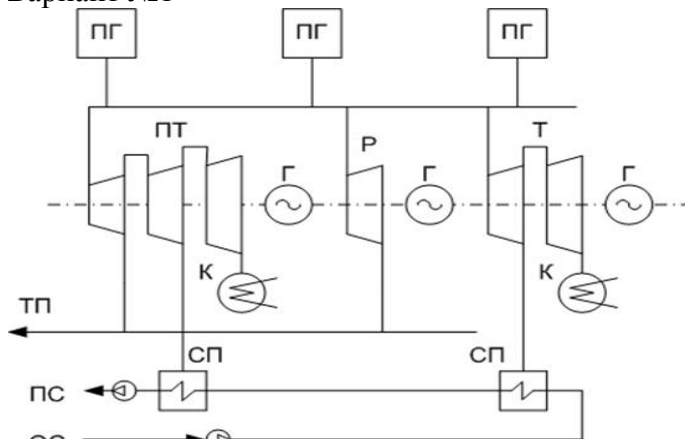 ПГ ПГ ПГ
ПТ Р Т
Г Г Г
К К
ТП
СП СП
ПС